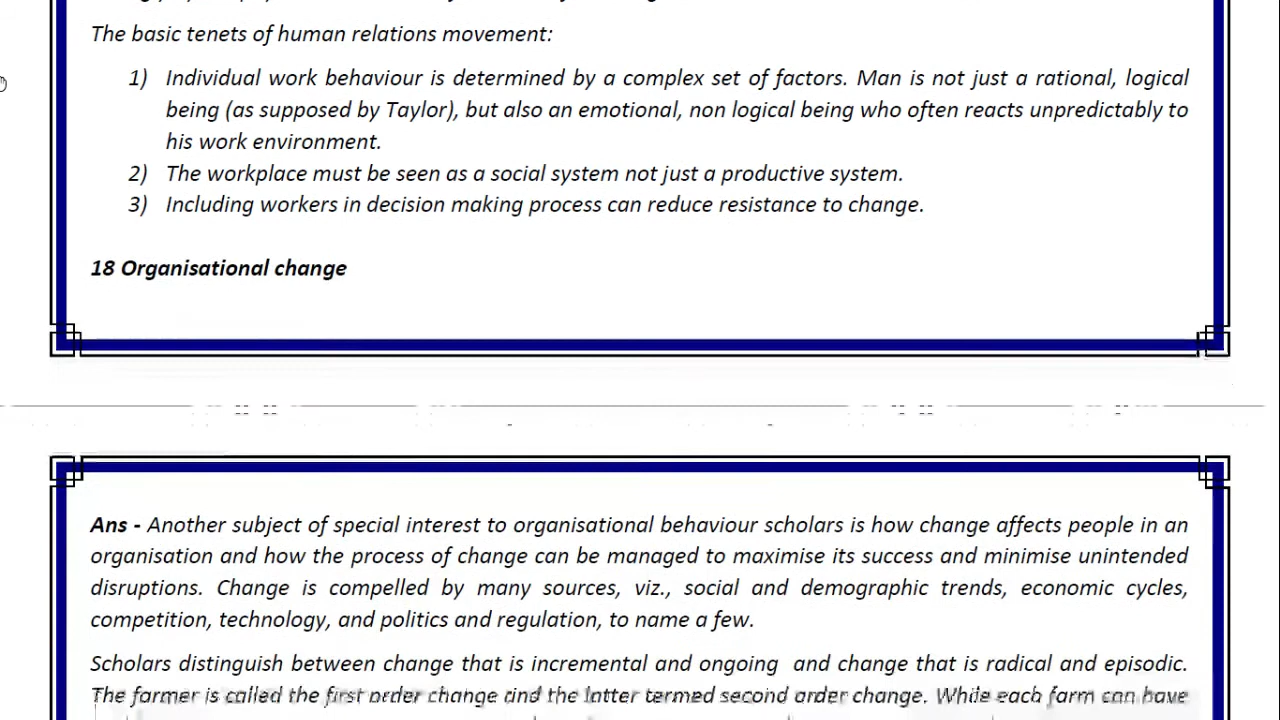 The basic tenets of human relations movement:
1) Individual work behaviour is determined by a complex set of factors. Man is not just a rational, logical
being (as supposed by Taylor), but also an emotional, non logical being who often reacts unpredictably to
his work environment.
2) The workplace must be seen as a social system not just a productive system.
3) Including workers in decision making process can reduce resistance to change.
18 Organisational change
Ans - Another subject of special interest to organisational behaviour scholars is how change affects people in an
organisation and how the process of change can be managed to maximise its success and minimise unintended
disruptions. Change is compelled by many sources, viz., social and demographic trends, economic cycles,
competition, technology, and politics and regulation, to name a few.
Scholars distinguish between change that is incremental and ongoing and change that is radical and episodic.
The farmer is called the first order change and the latter termed second order change. While each farm can have